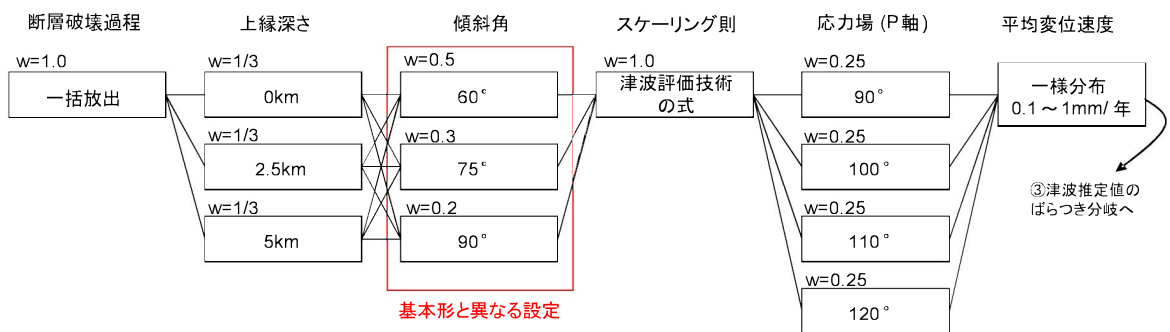 断層破壊過程
上縁深さ
傾斜角
スケーリング則
応力場 (P軸)
平均変位速度
w=1.0
一括放出
w=1/3
0km
w=1/3
2.5km
w=1/3
5km
w=0.5
60°
w=0.3
75°
w=0.2
90°
基本形と異なる設定
w=1.0
津波評価技術
の式
w=0.25
90°
w=0.25
100°
w=0.25
110°
w=0.25
120°
一様分布
0.1～1mm/年
③津波推定値の
ばらつき分岐へ